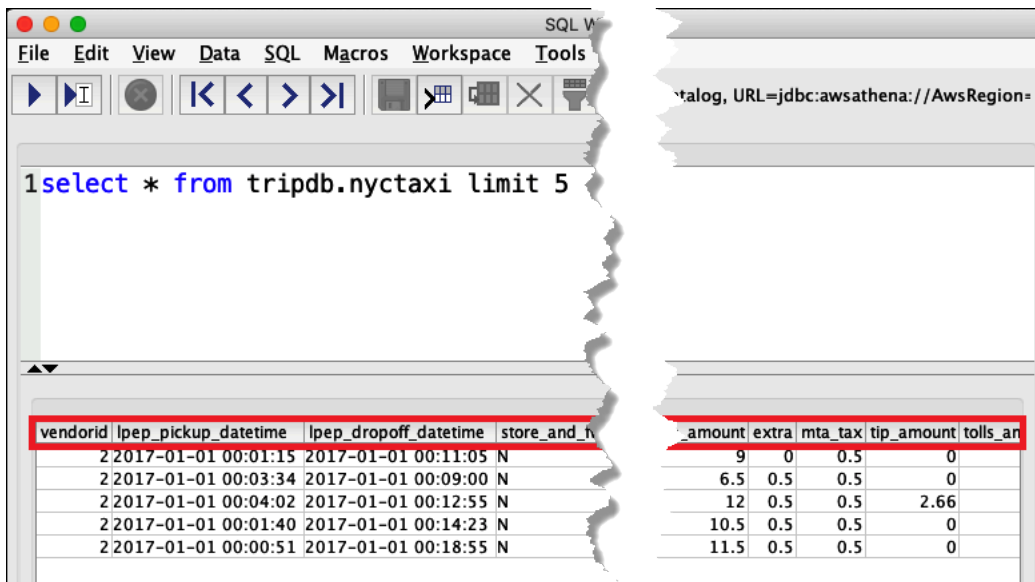 SQL W
File Edit View Data SQL Macros Workspace Tools
talog, URL=jdbc:awsathena://AwsRegion=
1 select * from tripdb.nyctaxi limit 5
vendorid lpep_pickup_datetime lpep_dropoff_datetime store_and_f _amount extra mta_tax tip_amount tolls_am
2 2017-01-01 00:01:15 2017-01-01 00:11:05 N 9 0 0.5 0
2 2017-01-01 00:03:34 2017-01-01 00:09:00 N 6.5 0.5 0.5 0
2 2017-01-01 00:04:02 2017-01-01 00:12:55 N 12 0.5 0.5 2.66
2 2017-01-01 00:01:40 2017-01-01 00:14:23 N 10.5 0.5 0.5 0
2 2017-01-01 00:00:51 2017-01-01 00:18:55 N 11.5 0.5 0.5 0